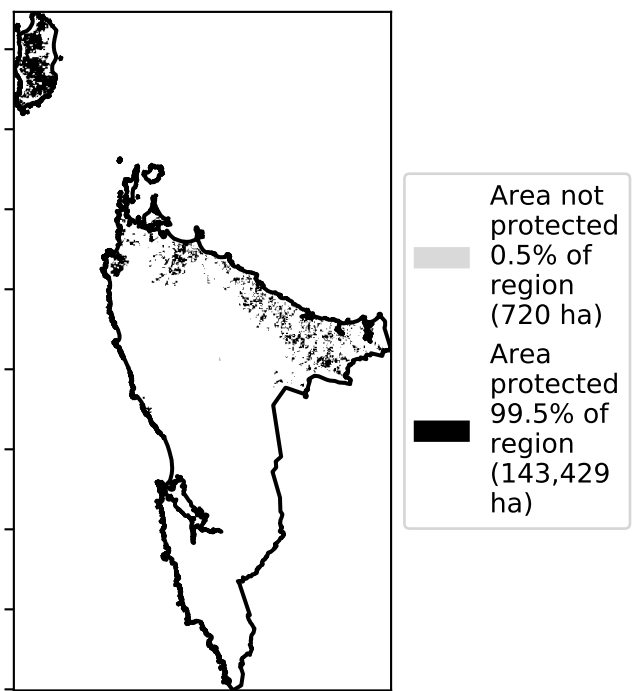 Area not
protected
0.5% of
region
(720 ha)
Area
protected
99.5% of
region
(143,429
ha)